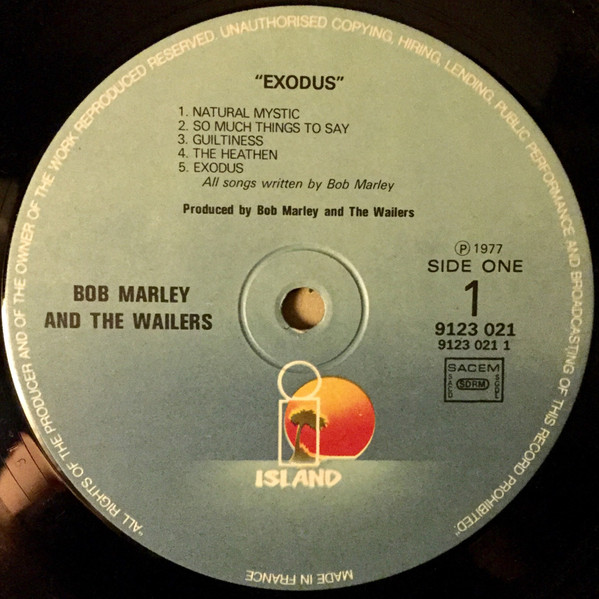 "EXODUS"
1. NATURAL MYSTIC
2. SO MUCH THINGS TO SAY
3. GUILTINESS
4. THE HEATHEN
5. EXODUS
All songs written by Bob Marley
Produced by Bob Marley and The Wailers
BOB MARLEY
AND THE WAILERS
Ⓟ 1977
SIDE ONE
1
9123 021
9123 021 1
SACEM
SACD
SDRM
SGDL
ISLAND
"ALL RIGHTS OF THE PRODUCER AND OF THE OWNER OF THE WORK REPRODUCED RESERVED. UNAUTHORISED COPYING, HIRING, LENDING, PUBLIC PERFORMANCE AND BROADCASTING OF THIS RECORD PROHIBITED."
MADE IN FRANCE